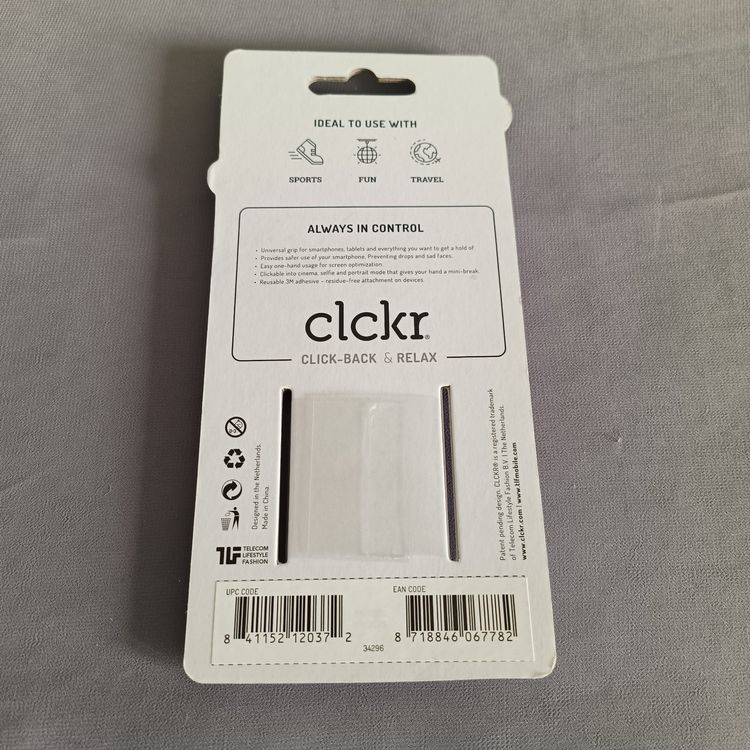 IDEAL TO USE WITH
SPORTS FUN TRAVEL
ALWAYS IN CONTROL
• Universal grip for smartphones, tablets and everything you want to get a hold of.
• Provides safer use of your smartphone, Preventing drops and sad faces.
• Easy one-hand usage for screen optimization
• Clickable into cinema, selfie and portrait mode that gives your hand a mini-break.
• Reusable 3M adhesive – residue-free attachment on devices.
clckr®
CLICK-BACK & RELAX
0-3
Designed in the Netherlands.
Made in China.
TLF TELECOM
LIFESTYLE
FASHION
Patent pending design. CLCKR® is a registered trademark
of Telecom Lifestyle Fashion B.V. | The Netherlands.
www.clckr.com | www.tlfmobile.com
UPC CODE
8 41152 12037 2
EAN CODE
8 718846 067782
34296